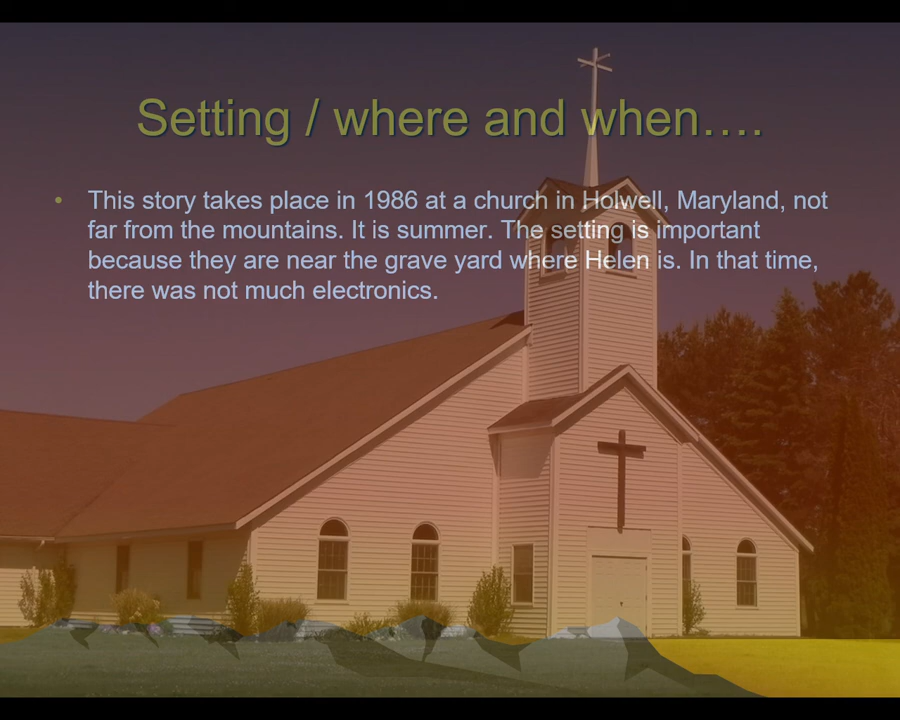 Setting / where and when….
• This story takes place in 1986 at a church in Holwell, Maryland, not
far from the mountains. It is summer. The setting is important
because they are near the grave yard where Helen is. In that time,
there was not much electronics.